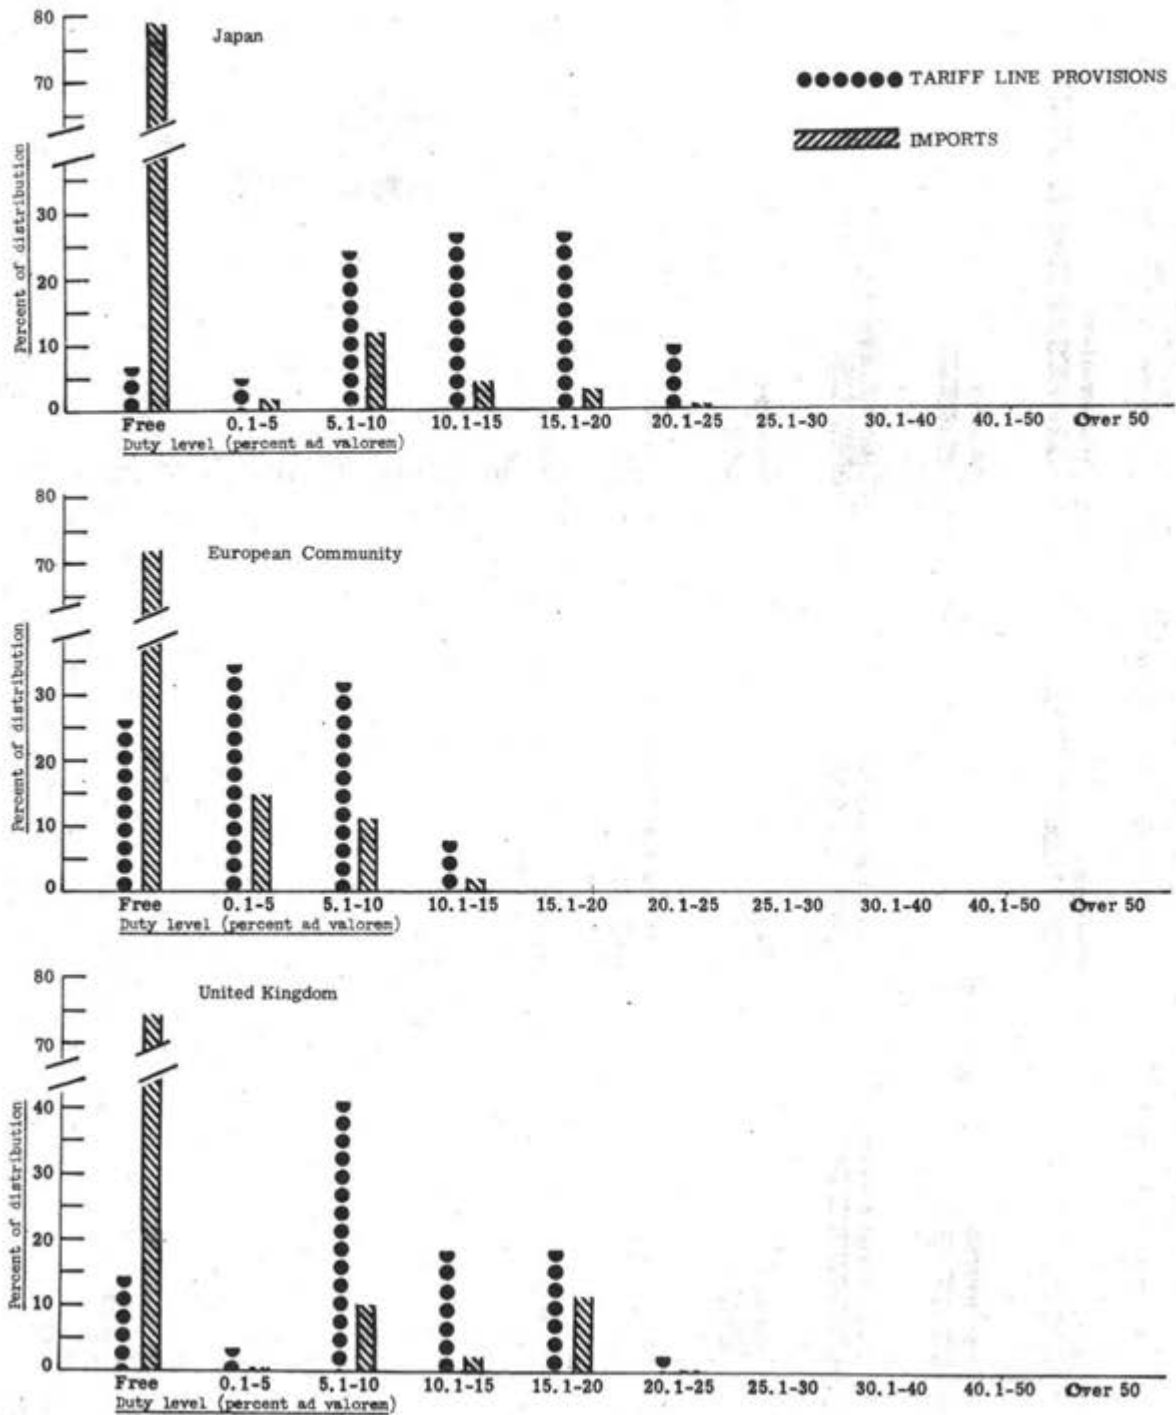 80
Japan
●●●●●● TARIFF LINE PROVISIONS
70
IMPORTS
Percent of distribution
30
20
10
0
Free 0.1-5 5.1-10 10.1-15 15.1-20 20.1-25 25.1-30 30.1-40 40.1-50 Over 50
Duty level (percent ad valorem)
80
European Community
70
Percent of distribution
30
20
10
0
Free 0.1-5 5.1-10 10.1-15 15.1-20 20.1-25 25.1-30 30.1-40 40.1-50 Over 50
Duty level (percent ad valorem)
80
United Kingdom
70
Percent of distribution
40
30
20
10
0
Free 0.1-5 5.1-10 10.1-15 15.1-20 20.1-25 25.1-30 30.1-40 40.1-50 Over 50
Duty level (percent ad valorem)